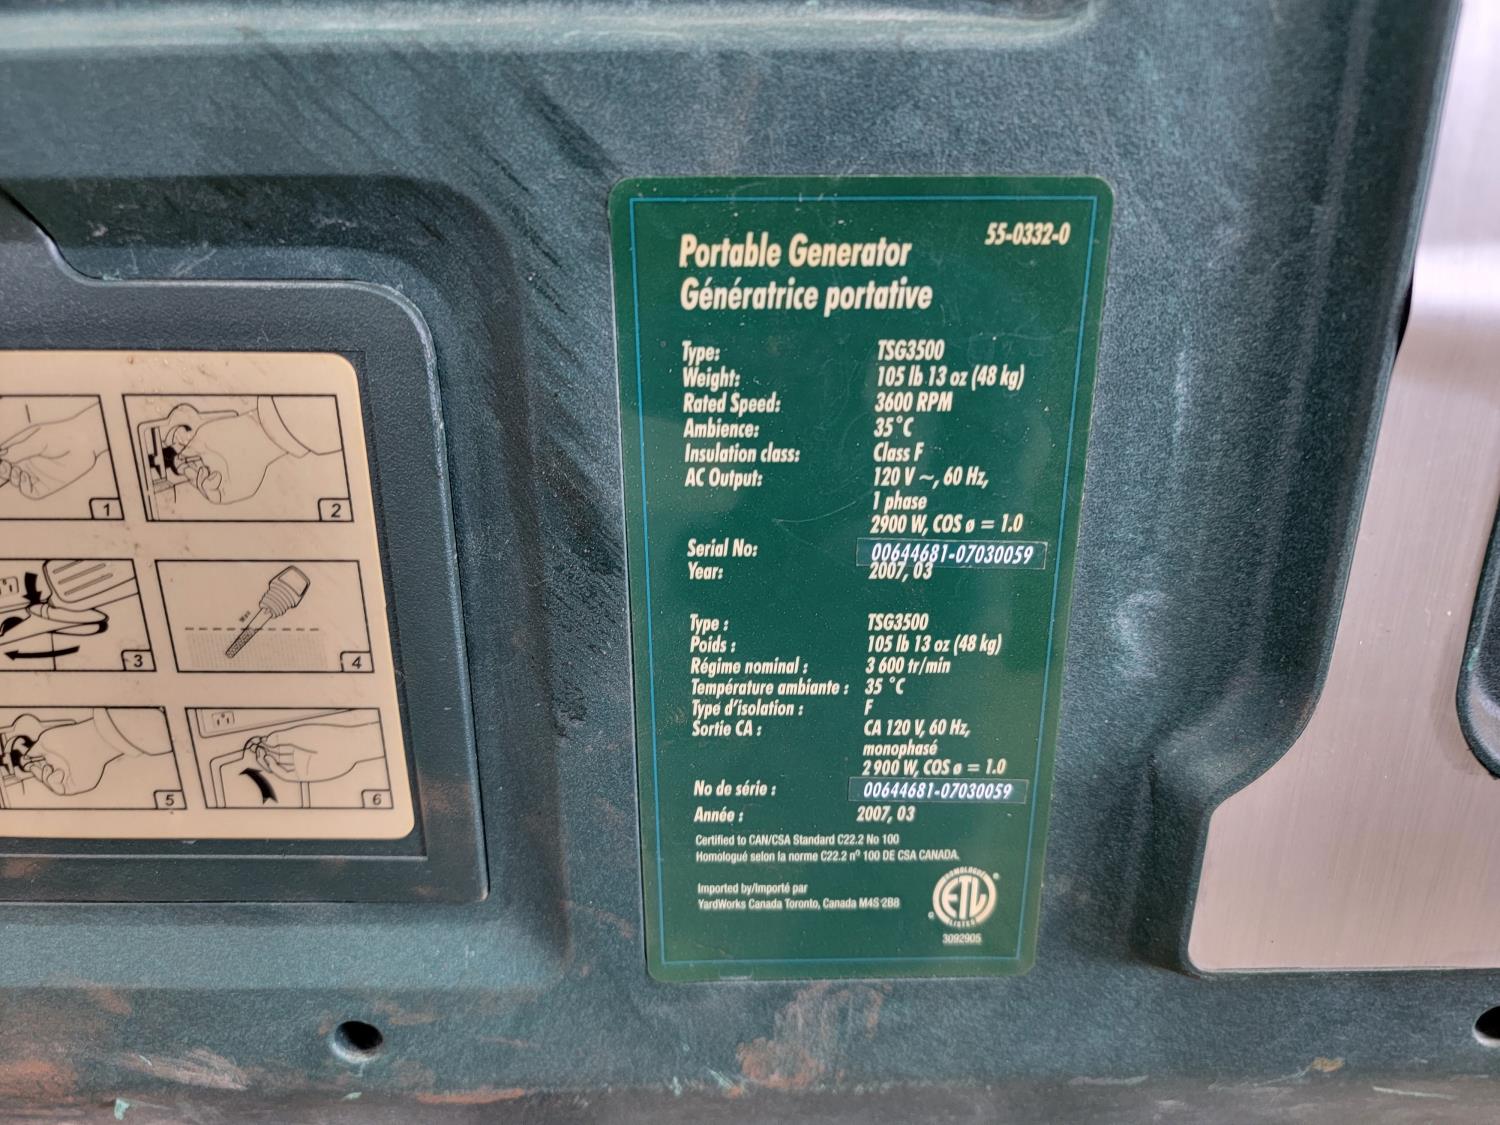 Portable Generator 55-0332-0
Génératrice portative
Type: TSG3500
Weight: 105 lb 13 oz (48 kg)
Rated Speed: 3600 RPM
Ambience: 35°C
Insulation class: Class F
AC Output: 120 V ~, 60 Hz,
1 phase
2900 W, COS ø = 1.0
Serial No: 00644681-07030059
Year: 2007, 03
Type : TSG3500
Poids : 105 lb 13 oz (48 kg)
Régime nominal : 3 600 tr/min
Température ambiante : 35 °C
Type d'isolation : F
Sortie CA : CA 120 V, 60 Hz,
monophasé
2 900 W, COS ø = 1.0
No de série : 00644681-07030059
Année : 2007, 03
Certified to CAN/CSA Standard C22.2 No 100
Homologué selon la norme C22.2 nº 100 DE CSA CANADA.
Imported by/Importé par
YardWorks Canada Toronto, Canada M4S 2B8
ETL
LISTED
3092905
1
2
3
Max
4
5
6